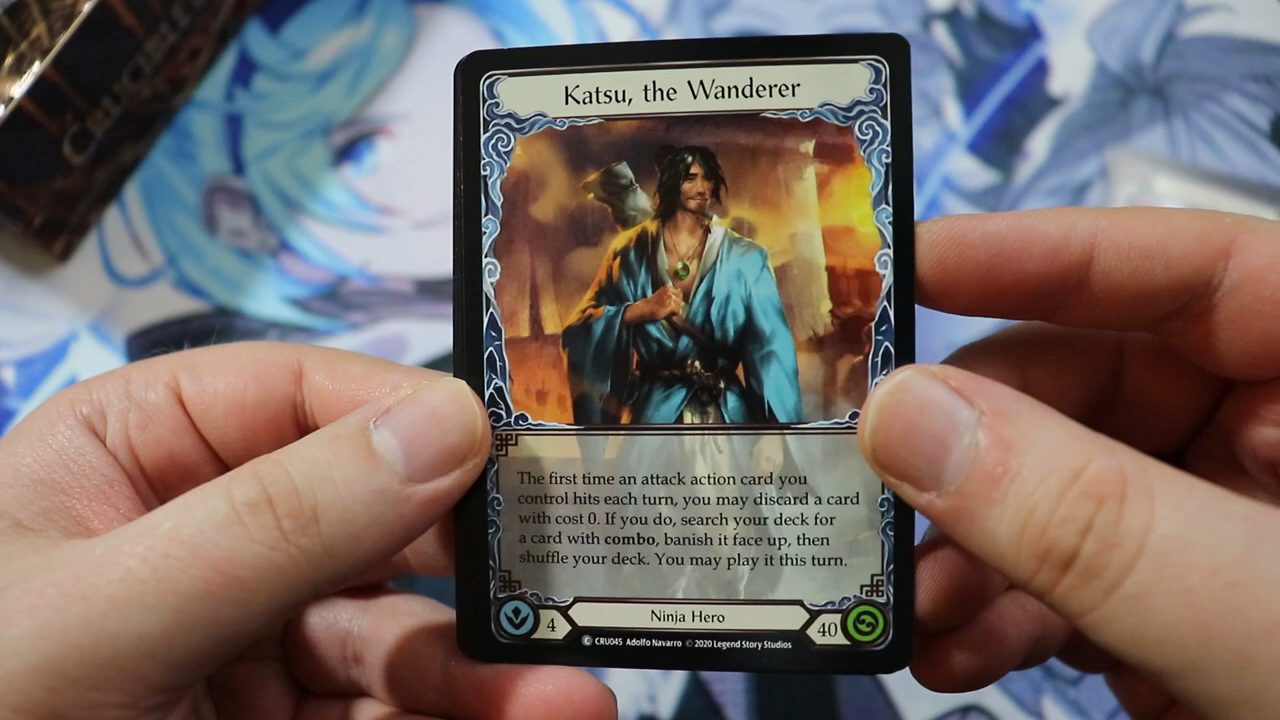 CRUCIBLE
Katsu, the Wanderer
The first time an attack action card you
control hits each turn, you may discard a card
with cost 0. If you do, search your deck for
a card with combo, banish it face up, then
shuffle your deck. You may play it this turn.
4
Ninja Hero
40
C CRU045 Adolfo Navarro © 2020 Legend Story Studios